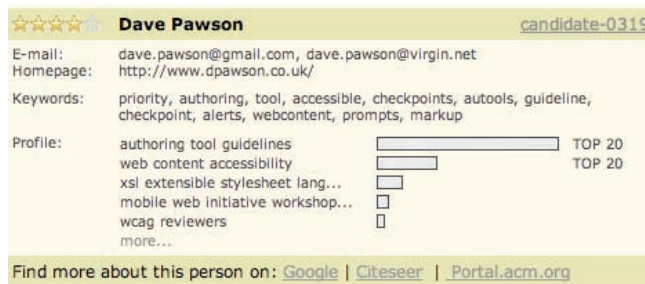 Dave Pawson candidate-0319
E-mail: dave.pawson@gmail.com, dave.pawson@virgin.net
Homepage: http://www.dpawson.co.uk/
Keywords: priority, authoring, tool, accessible, checkpoints, autools, guideline,
checkpoint, alerts, webcontent, prompts, markup
Profile: authoring tool guidelines TOP 20
web content accessibility TOP 20
xsl extensible stylesheet lang...
mobile web initiative workshop...
wcag reviewers
more...
Find more about this person on: Google | Citeseer | Portal.acm.org